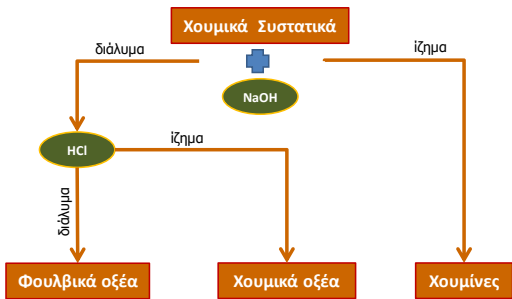 Χουμικά Συστατικά
διάλυμα
ίζημα
NaOH
HCl
ίζημα
διάλυμα
Φουλβικά οξέα
Χουμικά οξέα
Χουμίνες